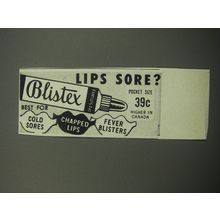 LIPS SORE?
Blistex
POCKET SIZE
39c
HIGHER IN
CANADA
BEST FOR
COLD
SORES
CHAPPED
LIPS
FEVER
BLISTERS